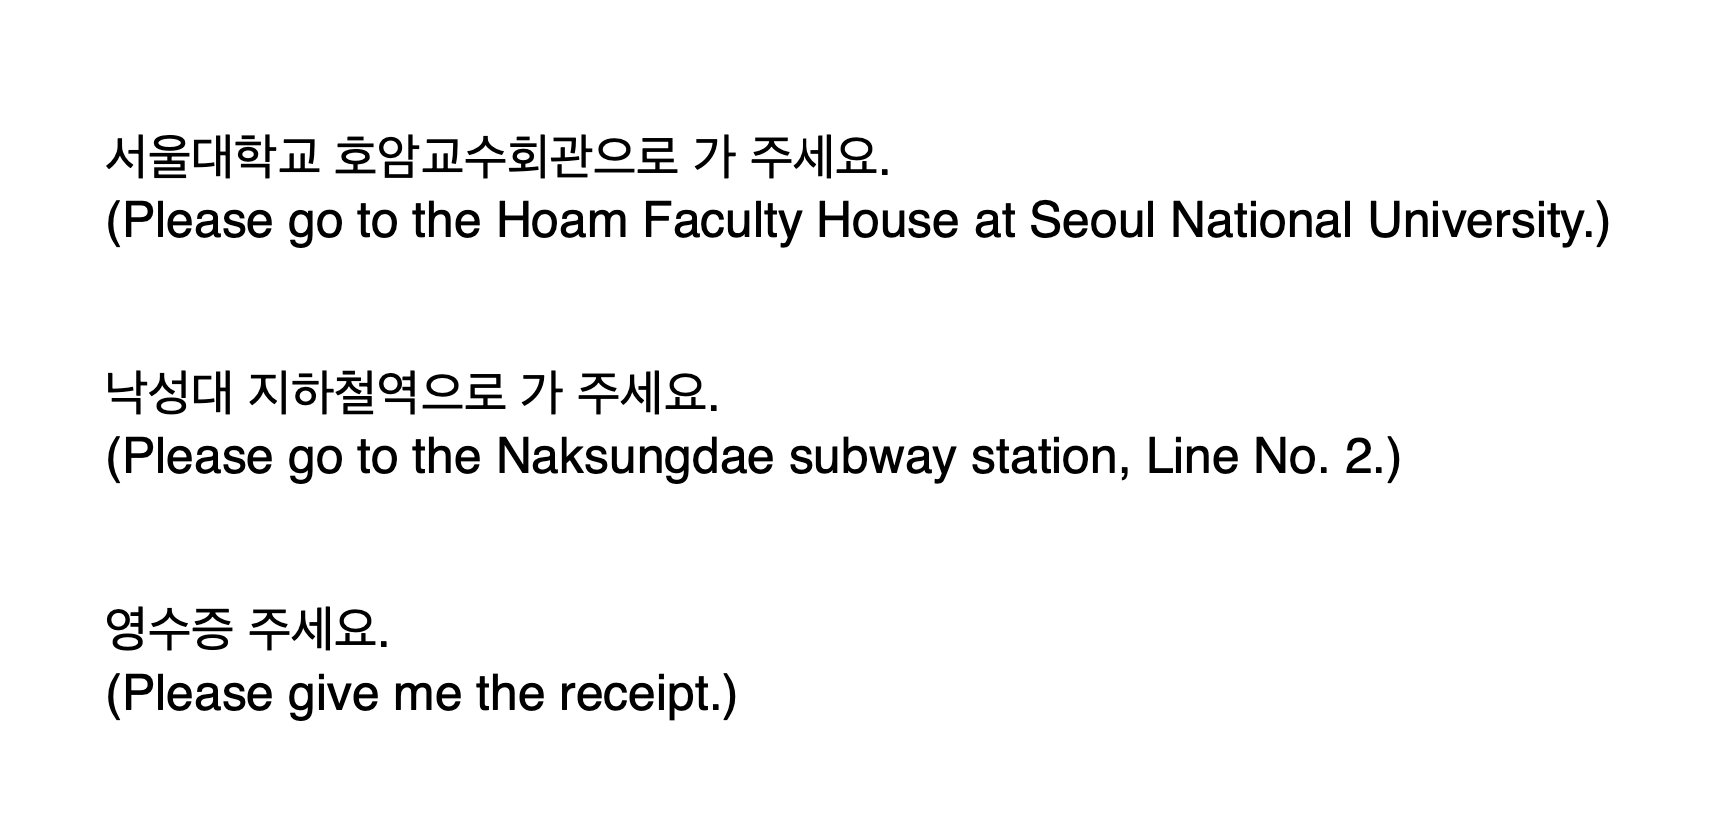 서울대학교 호암교수회관으로 가 주세요.
(Please go to the Hoam Faculty House at Seoul National University.)
낙성대 지하철역으로 가 주세요.
(Please go to the Naksungdae subway station, Line No. 2.)
영수증 주세요.
(Please give me the receipt.)